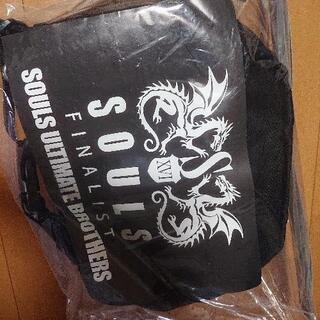 XVI
SOULS
FINALIST
SOULS ULTIMATE BROTHERS